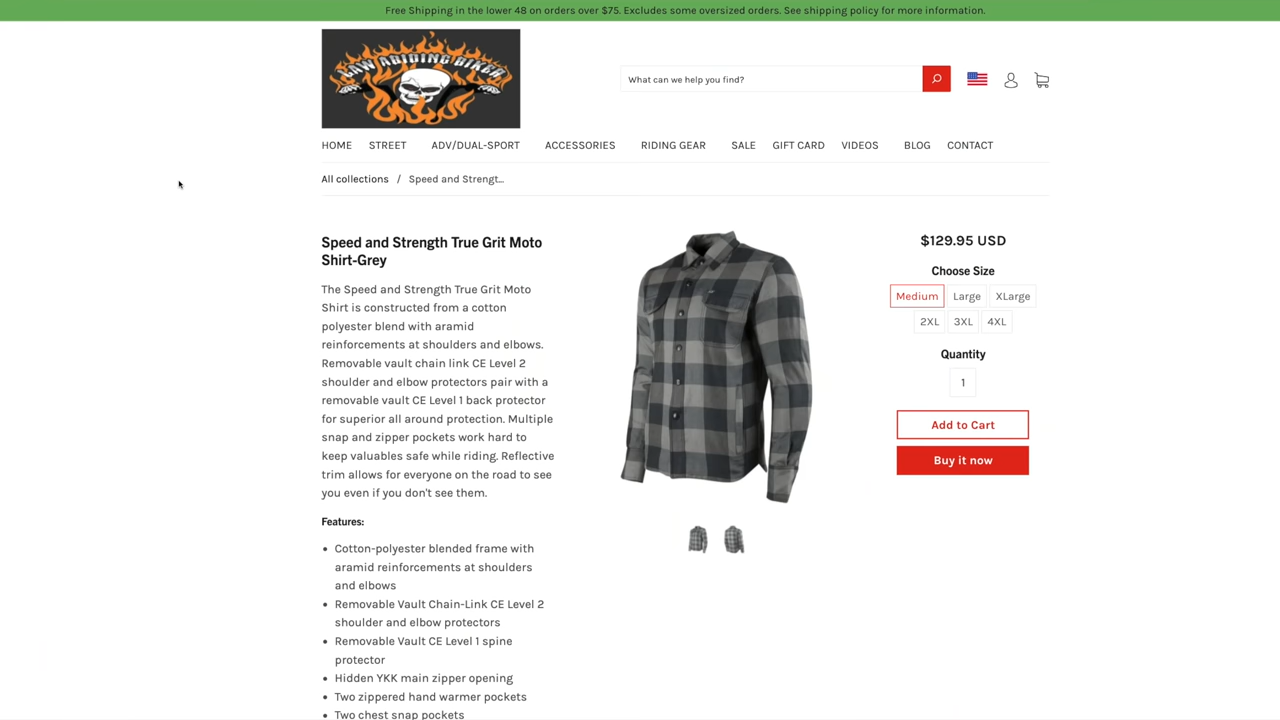 Free Shipping in the lower 48 on orders over $75. Excludes some oversized orders. See shipping policy for more information.
LAW ABIDING BIKER
What can we help you find?
HOME STREET ADV/DUAL-SPORT ACCESSORIES RIDING GEAR SALE GIFT CARD VIDEOS BLOG CONTACT
All collections / Speed and Strengt...
Speed and Strength True Grit Moto
Shirt-Grey
The Speed and Strength True Grit Moto
Shirt is constructed from a cotton
polyester blend with aramid
reinforcements at shoulders and elbows.
Removable vault chain link CE Level 2
shoulder and elbow protectors pair with a
removable vault CE Level 1 back protector
for superior all around protection. Multiple
snap and zipper pockets work hard to
keep valuables safe while riding. Reflective
trim allows for everyone on the road to see
you even if you don't see them.
Features:
• Cotton-polyester blended frame with
aramid reinforcements at shoulders
and elbows
• Removable Vault Chain-Link CE Level 2
shoulder and elbow protectors
• Removable Vault CE Level 1 spine
protector
• Hidden YKK main zipper opening
• Two zippered hand warmer pockets
• Two chest snap pockets
$129.95 USD
Choose Size
Medium Large XLarge
2XL 3XL 4XL
Quantity
1
Add to Cart
Buy it now